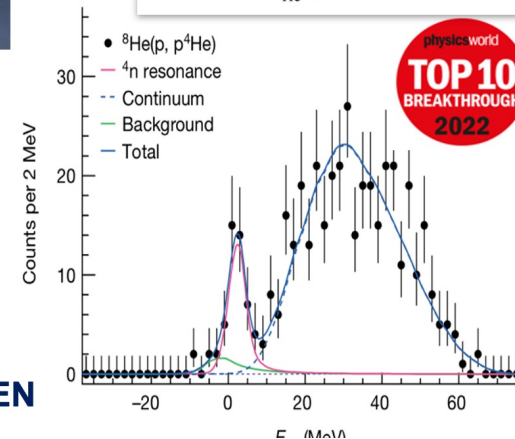 ⁸He(p, p⁴He)
⁴n resonance
Continuum
Background
Total
physicsworld
TOP 10
BREAKTHROUGH
2022
Counts per 2 MeV
30
20
10
0
–20
0
20
40
60
(MeV)
EN